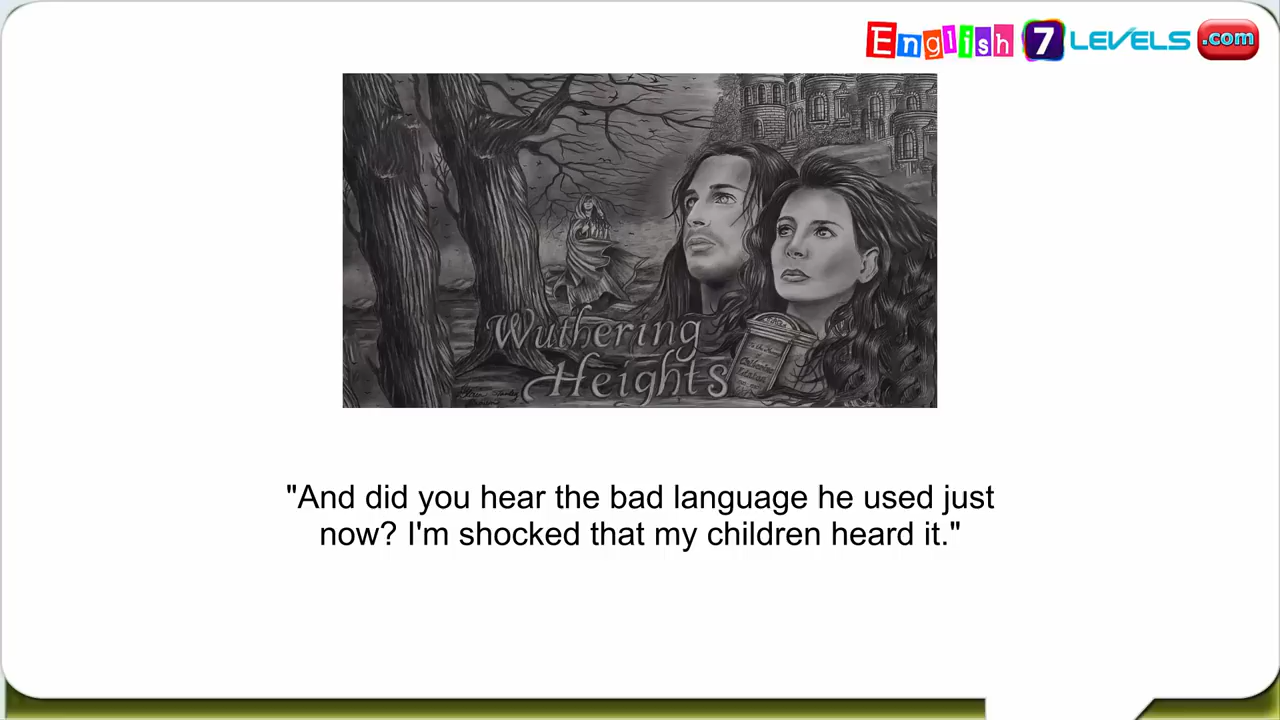 English 7 LEVELS .com
Wuthering
Heights
"And did you hear the bad language he used just
now? I'm shocked that my children heard it."